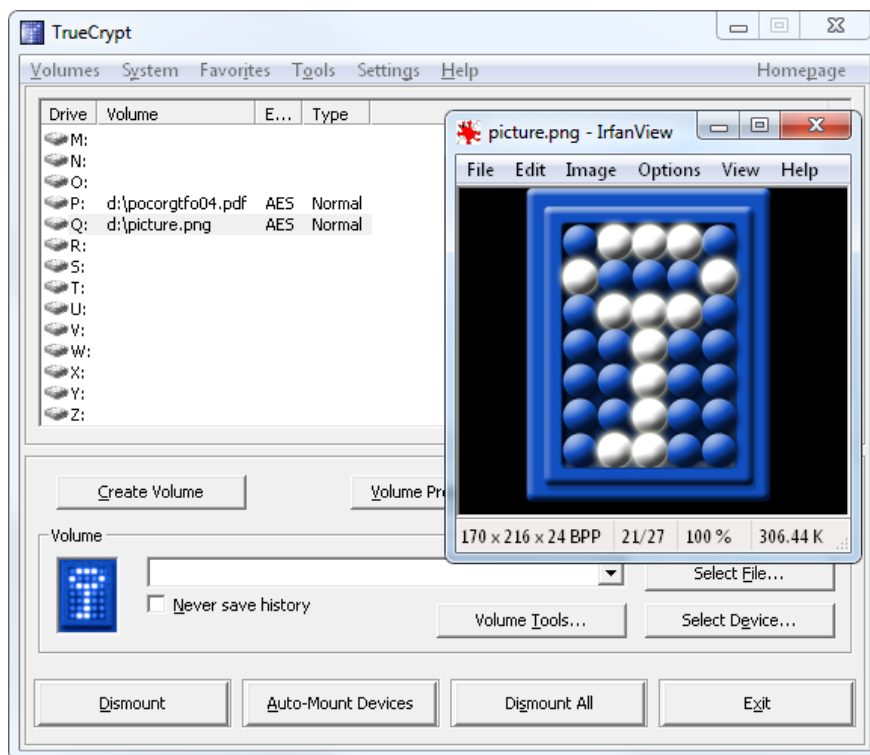 TrueCrypt
Volumes System Favorites Tools Settings Help Homepage
Drive Volume E... Type
M:
N:
O:
P: d:\pocorgtfo04.pdf AES Normal
Q: d:\picture.png AES Normal
R:
S:
T:
U:
V:
W:
X:
Y:
Z:
picture.png - IrfanView
File Edit Image Options View Help
170 x 216 x 24 BPP 21/27 100 % 306.44 K
Create Volume Volume Pr
Volume
Never save history
Select File...
Volume Tools... Select Device...
Dismount Auto-Mount Devices Dismount All Exit